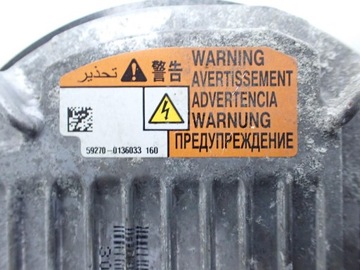 تحذير 警告 WARNING
AVERTISSEMENT
ADVERTENCIA
WARNUNG
ПРЕДУПРЕЖДЕНИЕ
59270-0136033 160